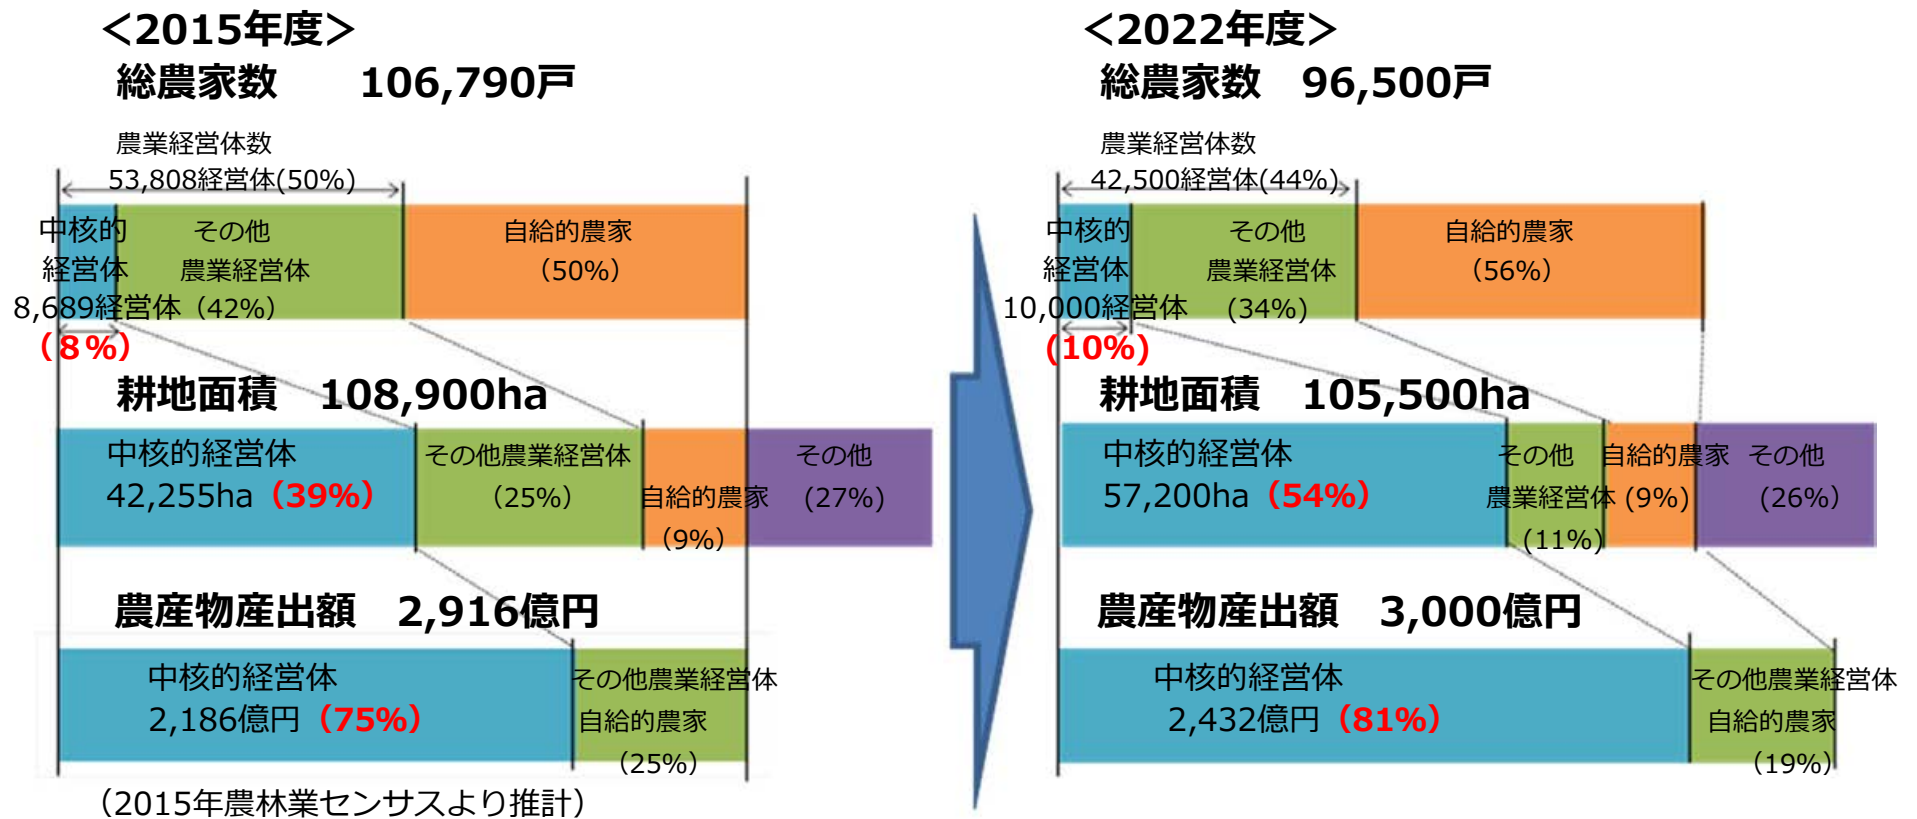 ＜2015年度＞
総農家数　　106,790戸
農業経営体数
53,808経営体(50%)
中核的
経営体
8,689経営体
（８%）
その他
農業経営体
（42%）
自給的農家
（50%）
耕地面積　108,900ha
中核的経営体
42,255ha（39%）
その他農業経営体
（25%）
自給的農家
（9%）
その他
(27%)
農産物産出額　2,916億円
中核的経営体
2,186億円（75%）
その他農業経営体
自給的農家
（25%）
（2015年農林業センサスより推計）
＜2022年度＞
総農家数　96,500戸
農業経営体数
42,500経営体(44%)
中核的
経営体
10,000経営体
(10%)
その他
農業経営体
(34%)
自給的農家
（56%）
耕地面積　105,500ha
中核的経営体
57,200ha（54%）
その他
農業経営体
(11%)
自給的農家
(9%)
その他
(26%）
農産物産出額　3,000億円
中核的経営体
2,432億円（81%）
その他農業経営体
自給的農家
（19%）